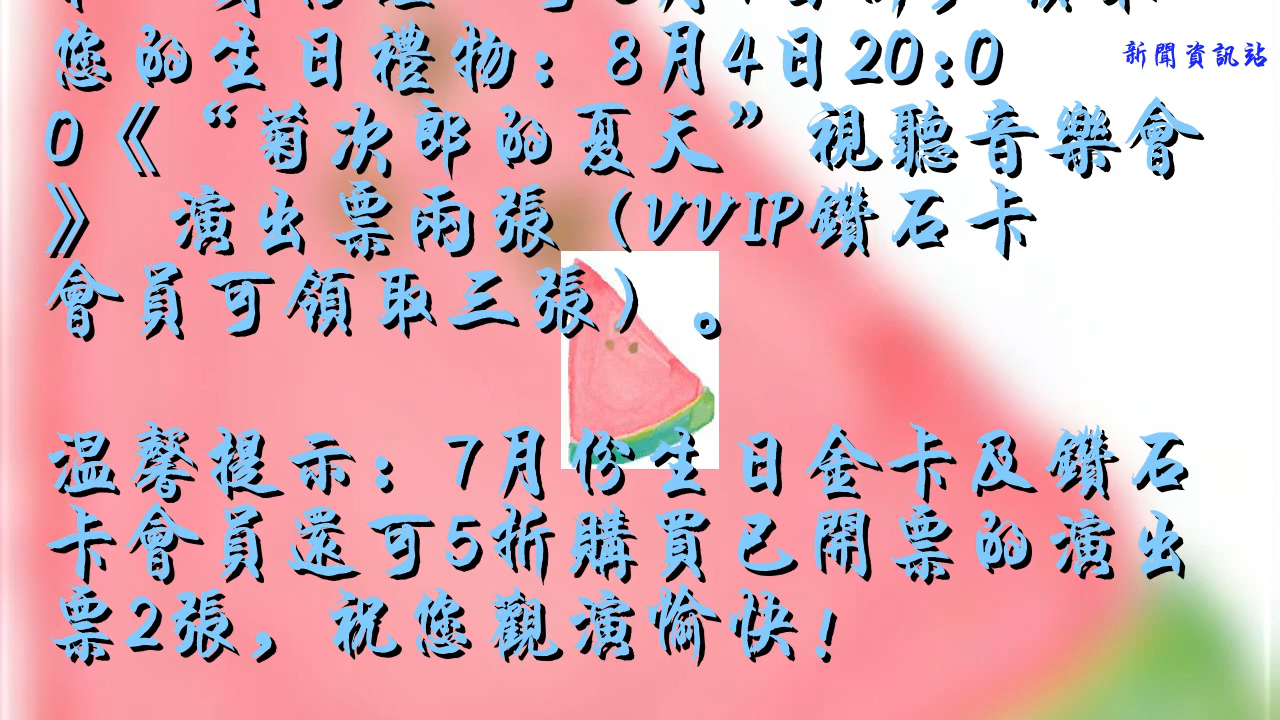 您的生日禮物：8月4日20:0
新聞資訊站
0《“菊次郎的夏天”視聽音樂會
》 演出票兩張（VVIP鑽石卡
會員可領取三張）。
溫馨提示：7月份生日金卡及鑽石
卡會員還可5折購買已開票的演出
票2張，祝您觀演愉快！